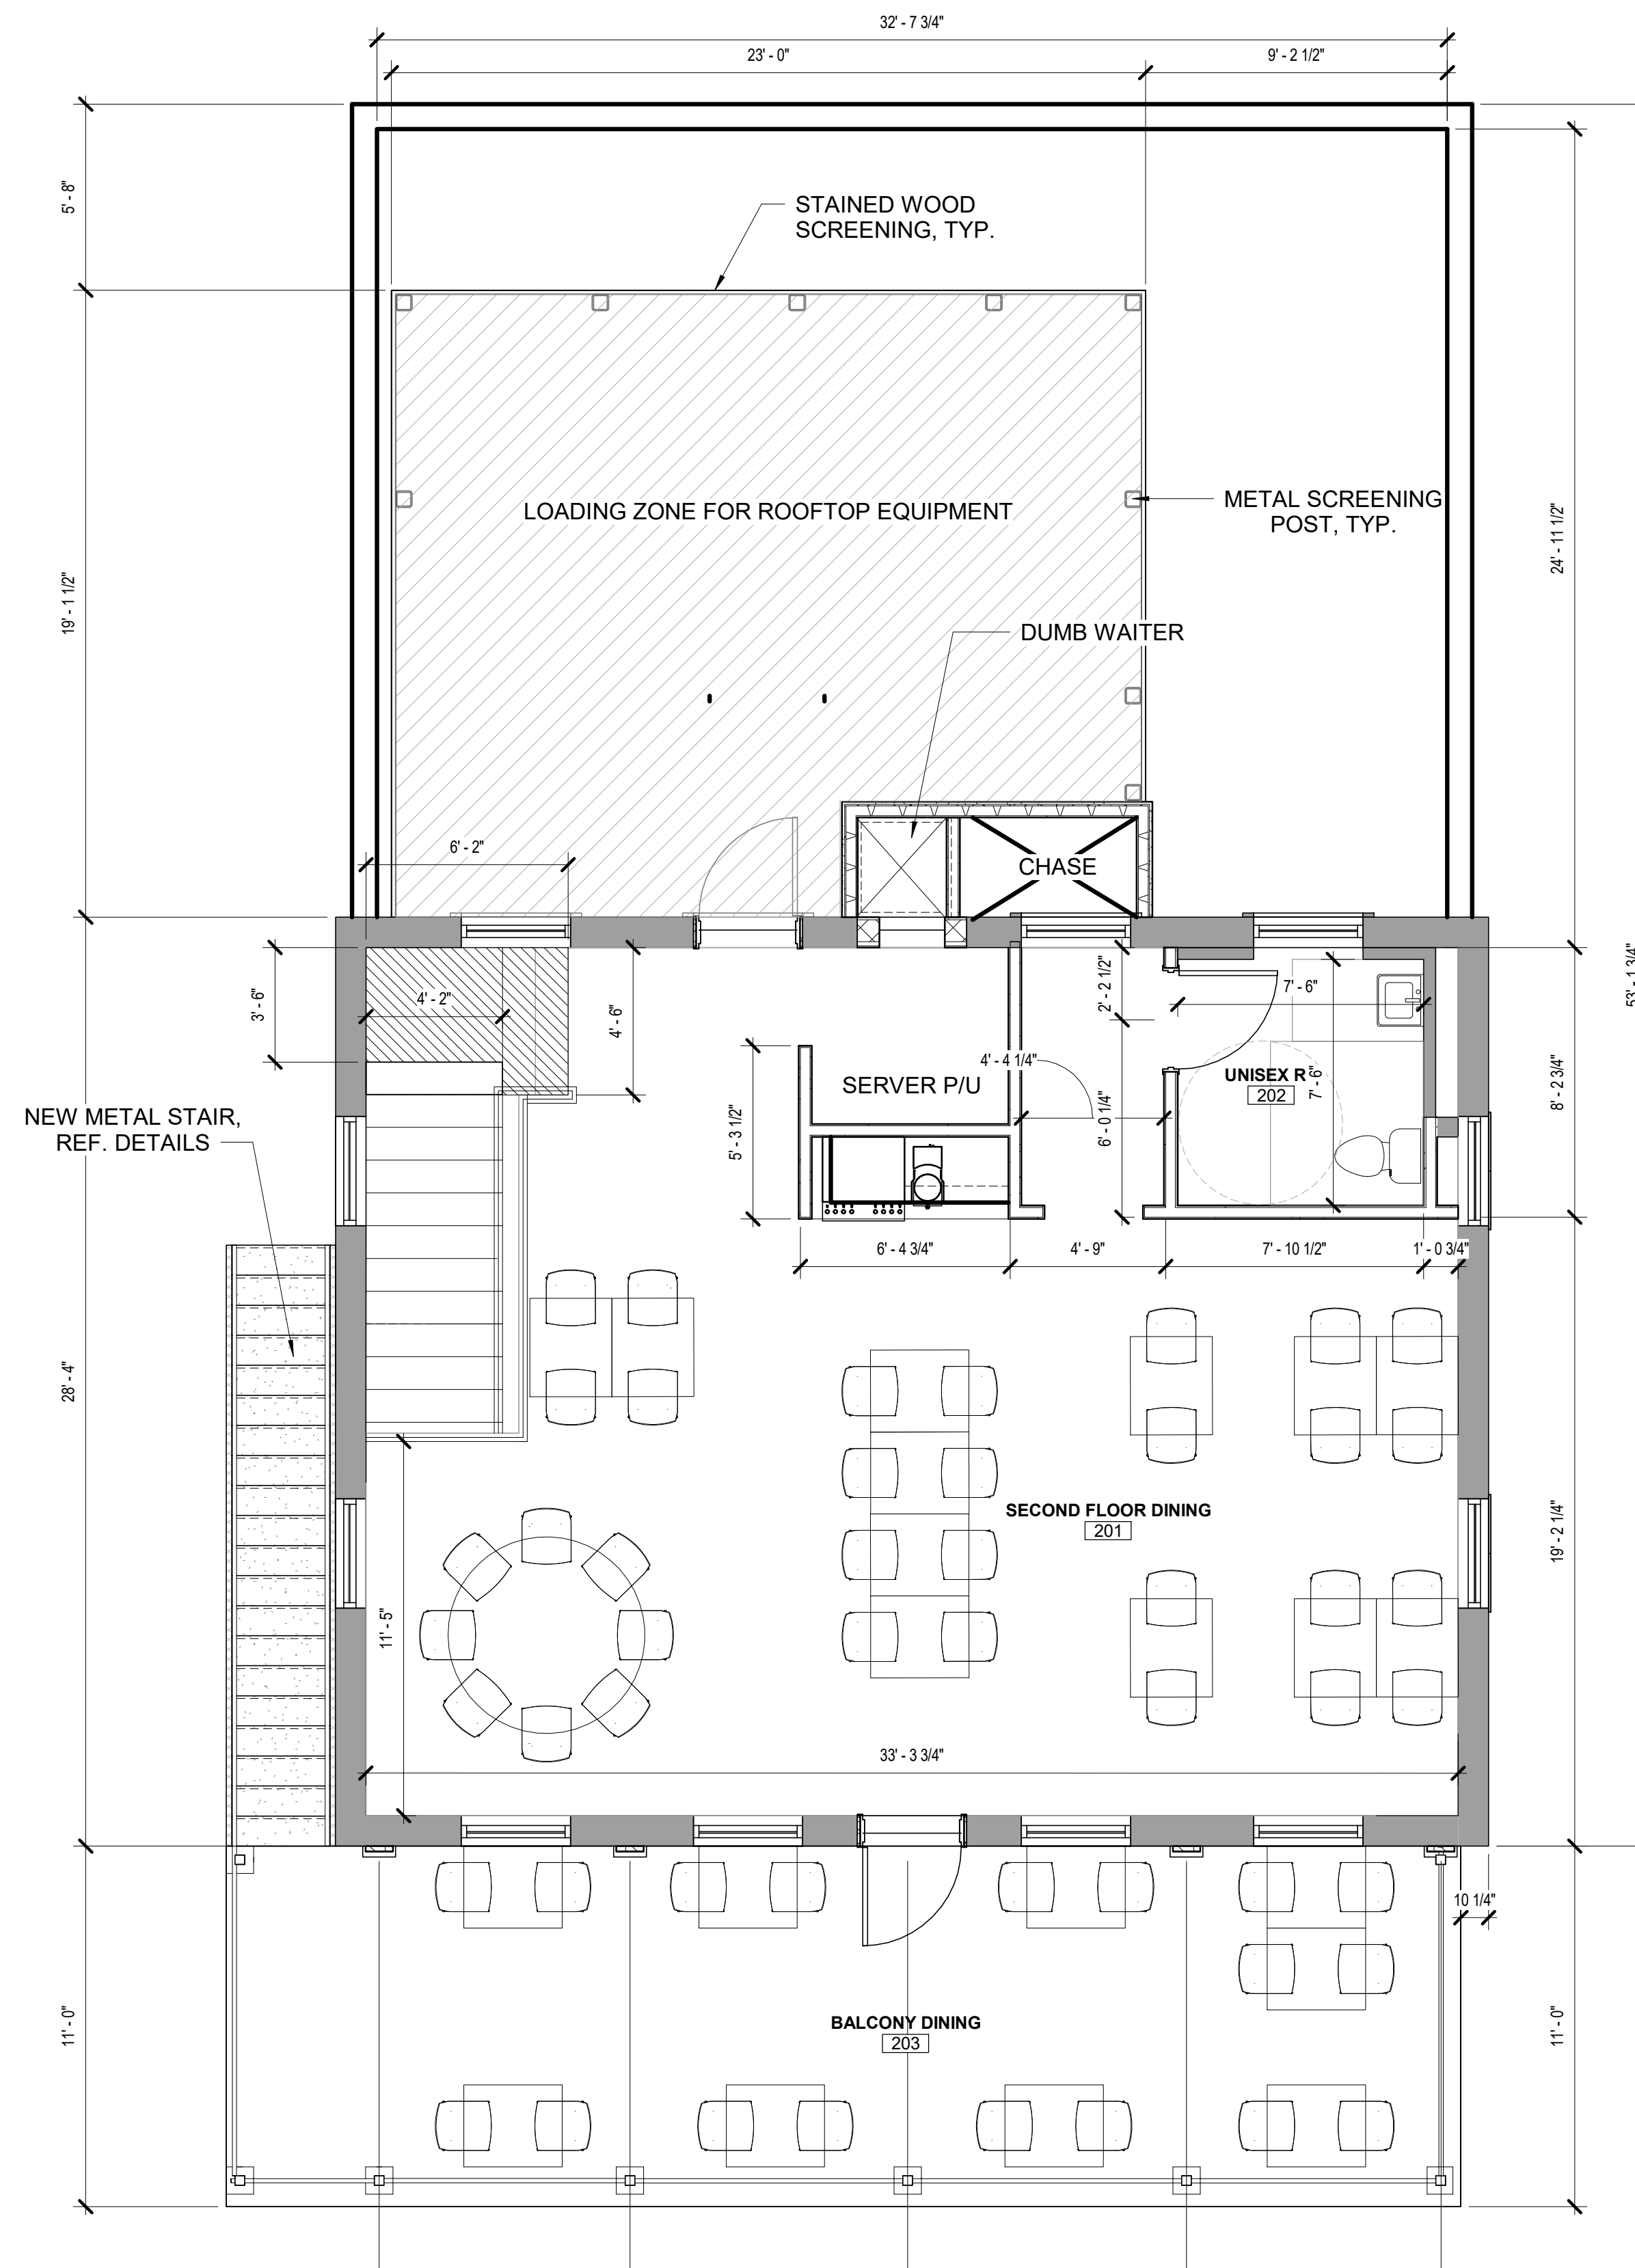 32' - 7 3/4"
23' - 0"
9' - 2 1/2"
5' - 8"
STAINED WOOD
SCREENING, TYP.
LOADING ZONE FOR ROOFTOP EQUIPMENT
METAL SCREENING
POST, TYP.
24' - 11 1/2"
19' - 1 1/2"
DUMB WAITER
6' - 2"
CHASE
53' - 1 3/4"
3' - 6"
4' - 2"
4' - 6"
2' - 2 1/2"
7' - 6"
4' - 4 1/4"
SERVER P/U
UNISEX R
202
7' - 6"
8' - 2 3/4"
NEW METAL STAIR,
REF. DETAILS
5' - 3 1/2"
6' - 0 1/4"
6' - 4 3/4"
4' - 9"
7' - 10 1/2"
1' - 0 3/4"
28' - 4"
SECOND FLOOR DINING
201
19' - 2 1/4"
11' - 5"
33' - 3 3/4"
10 1/4"
11' - 0"
BALCONY DINING
203
11' - 0"